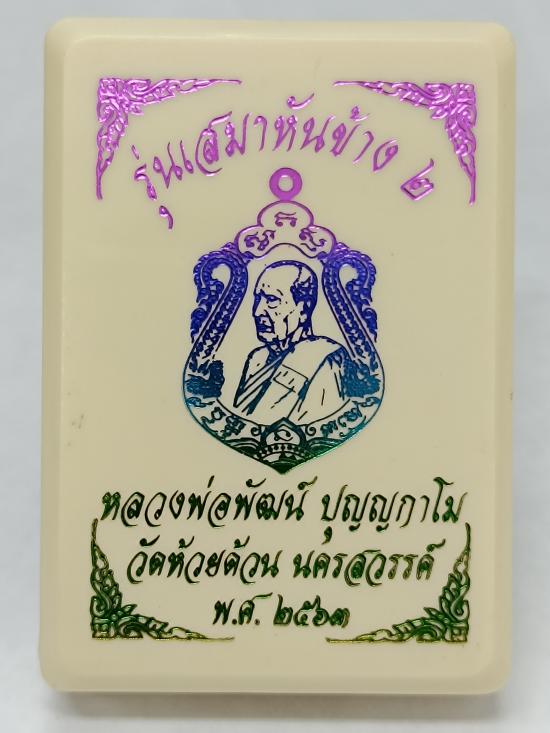 รุ่นเสมาหันข้าง ๒
หลวงพ่อพัฒน์ ปุญญกาโม
วัดห้วยด้วน นครสวรรค์
พ.ศ. ๒๕๖๓